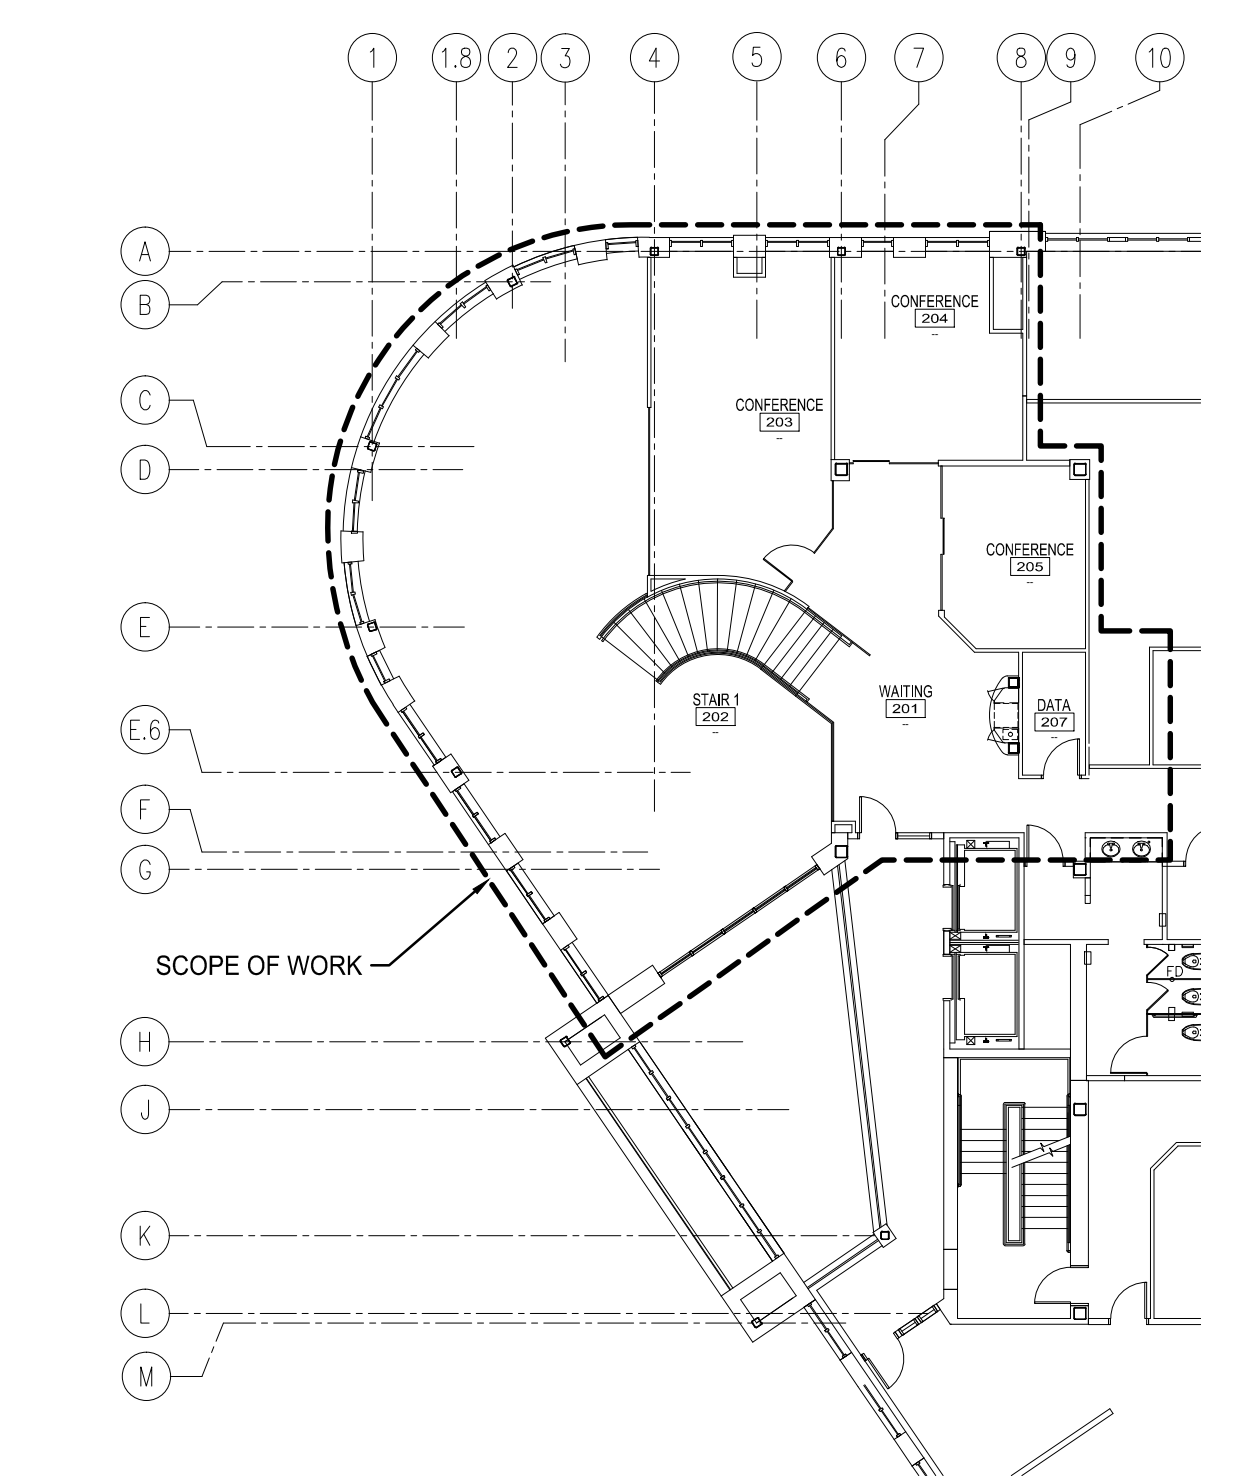 1
1.8
2
3
4
5
6
7
8
9
10
A
B
CONFERENCE
204
--
C
CONFERENCE
203
--
D
CONFERENCE
205
--
E
STAIR 1
202
--
WAITING
201
--
DATA
207
--
E.6
F
G
SCOPE OF WORK
FD
H
J
K
L
M